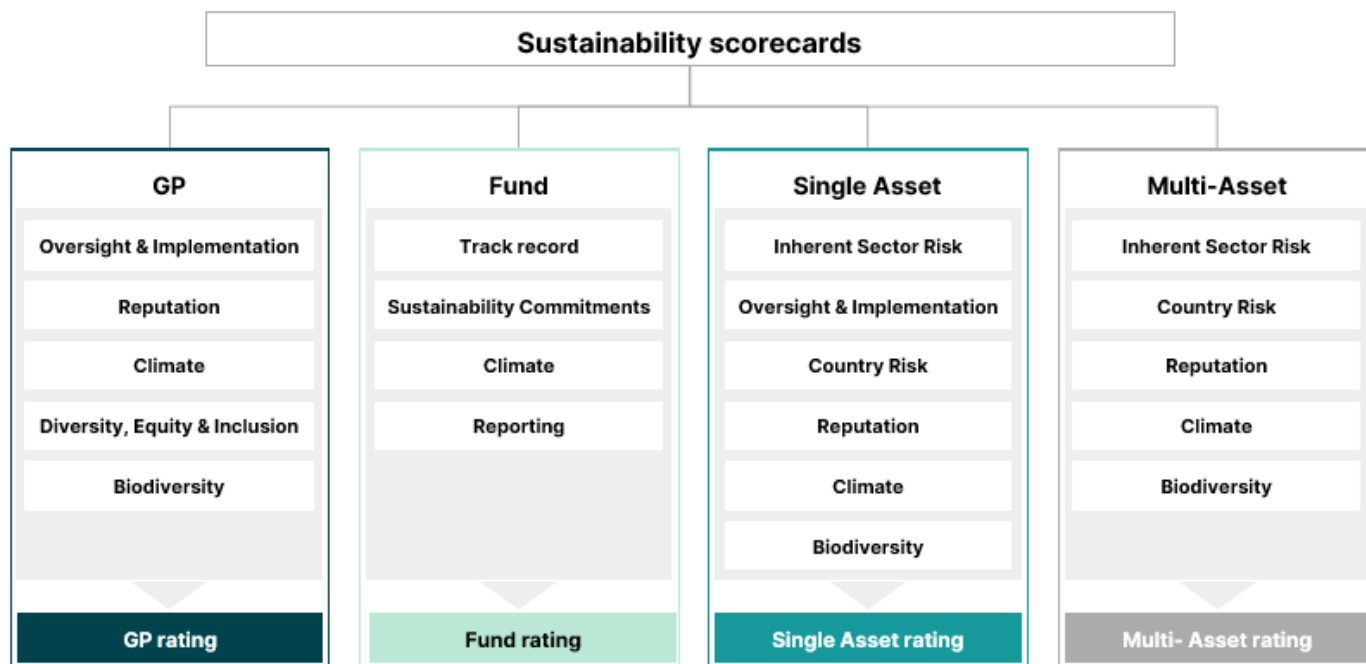 Sustainability scorecards
GP
Oversight & Implementation
Reputation
Climate
Diversity, Equity & Inclusion
Biodiversity
GP rating
Fund
Track record
Sustainability Commitments
Climate
Reporting
Fund rating
Single Asset
Inherent Sector Risk
Oversight & Implementation
Country Risk
Reputation
Climate
Biodiversity
Single Asset rating
Multi-Asset
Inherent Sector Risk
Country Risk
Reputation
Climate
Biodiversity
Multi- Asset rating